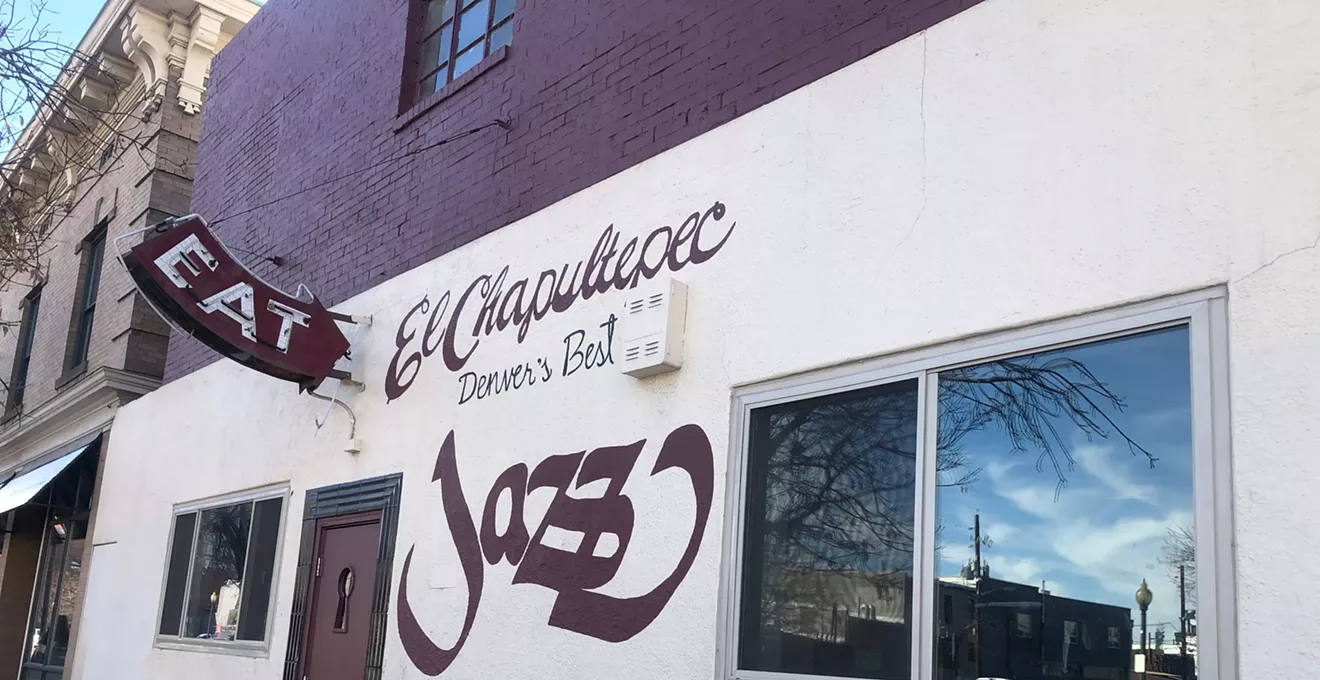 EAT
El Chapultepec
Denver's Best
Jazz